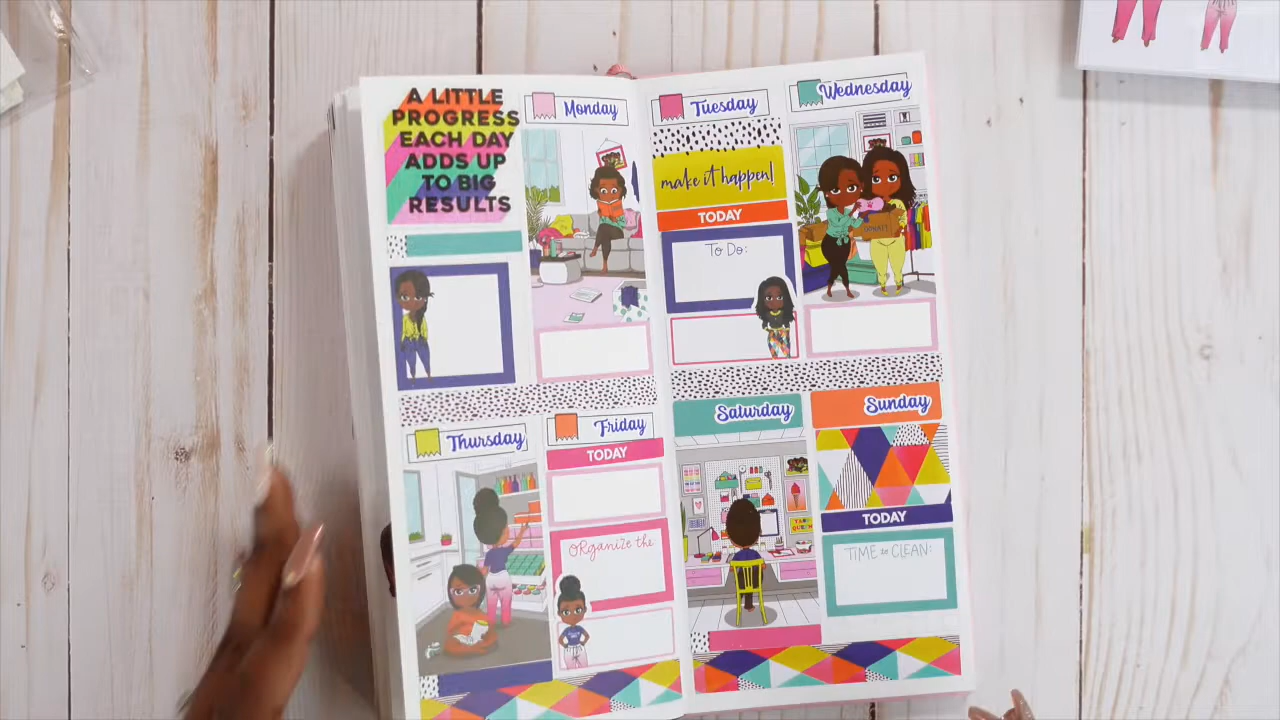 A LITTLE
PROGRESS
EACH DAY
ADDS UP
TO BIG
RESULTS
Monday
Tuesday
make it happen!
TODAY
To Do:
Wednesday
DONATE
Thursday
Friday
TODAY
ORGANIZE the
Saturday
Sunday
TODAY
TIME to CLEAN: